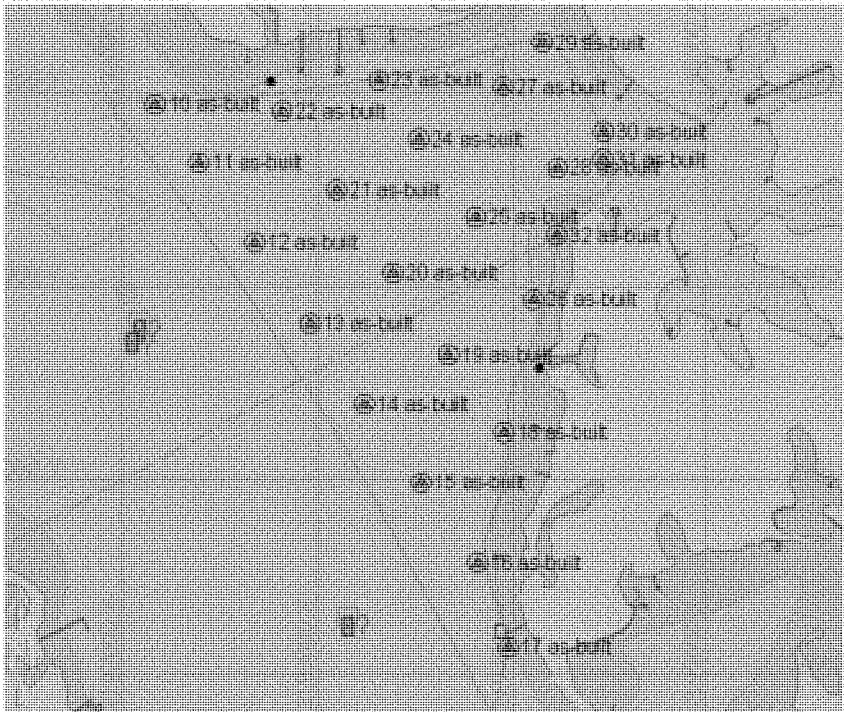 29 as-built
23 as-built
27 as-built
10 as-built
22 as-built
30 as-built
24 as-built
11 as-built
28
as-built
21 as-built
25 as-built
32 as-built
12 as-built
20 as-built
26 as-built
13 as-built
19 as-built
14 as-built
18 as-built
15 as-built
16 as-built
17 as-built